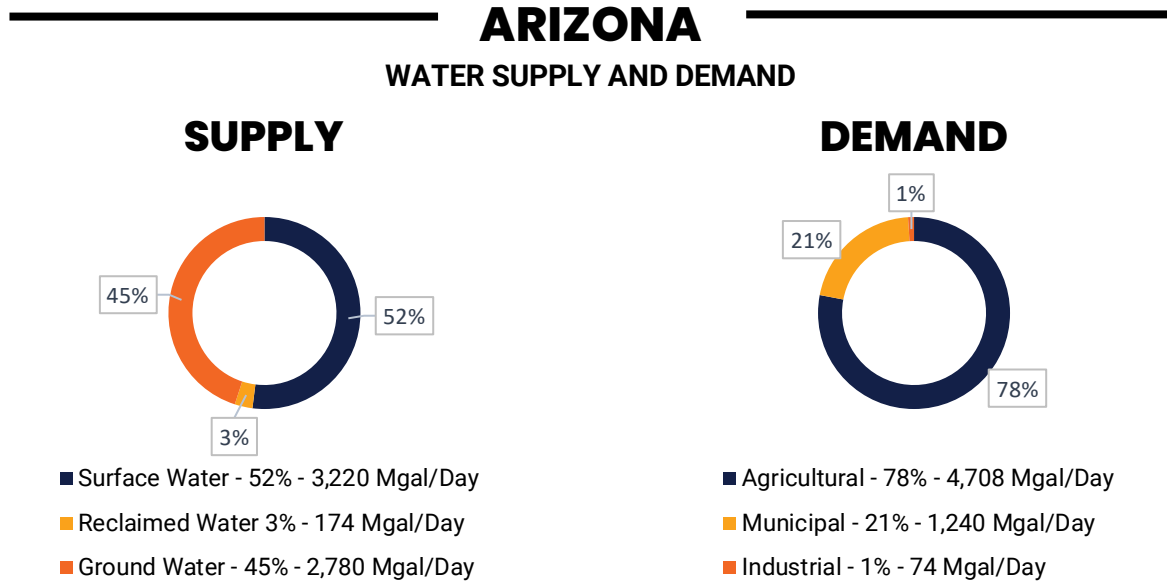 ARIZONA
WATER SUPPLY AND DEMAND
SUPPLY
45%
52%
3%
Surface Water - 52% - 3,220 Mgal/Day
Reclaimed Water 3% - 174 Mgal/Day
Ground Water - 45% - 2,780 Mgal/Day
DEMAND
1%
21%
78%
Agricultural - 78% - 4,708 Mgal/Day
Municipal - 21% - 1,240 Mgal/Day
Industrial - 1% - 74 Mgal/Day